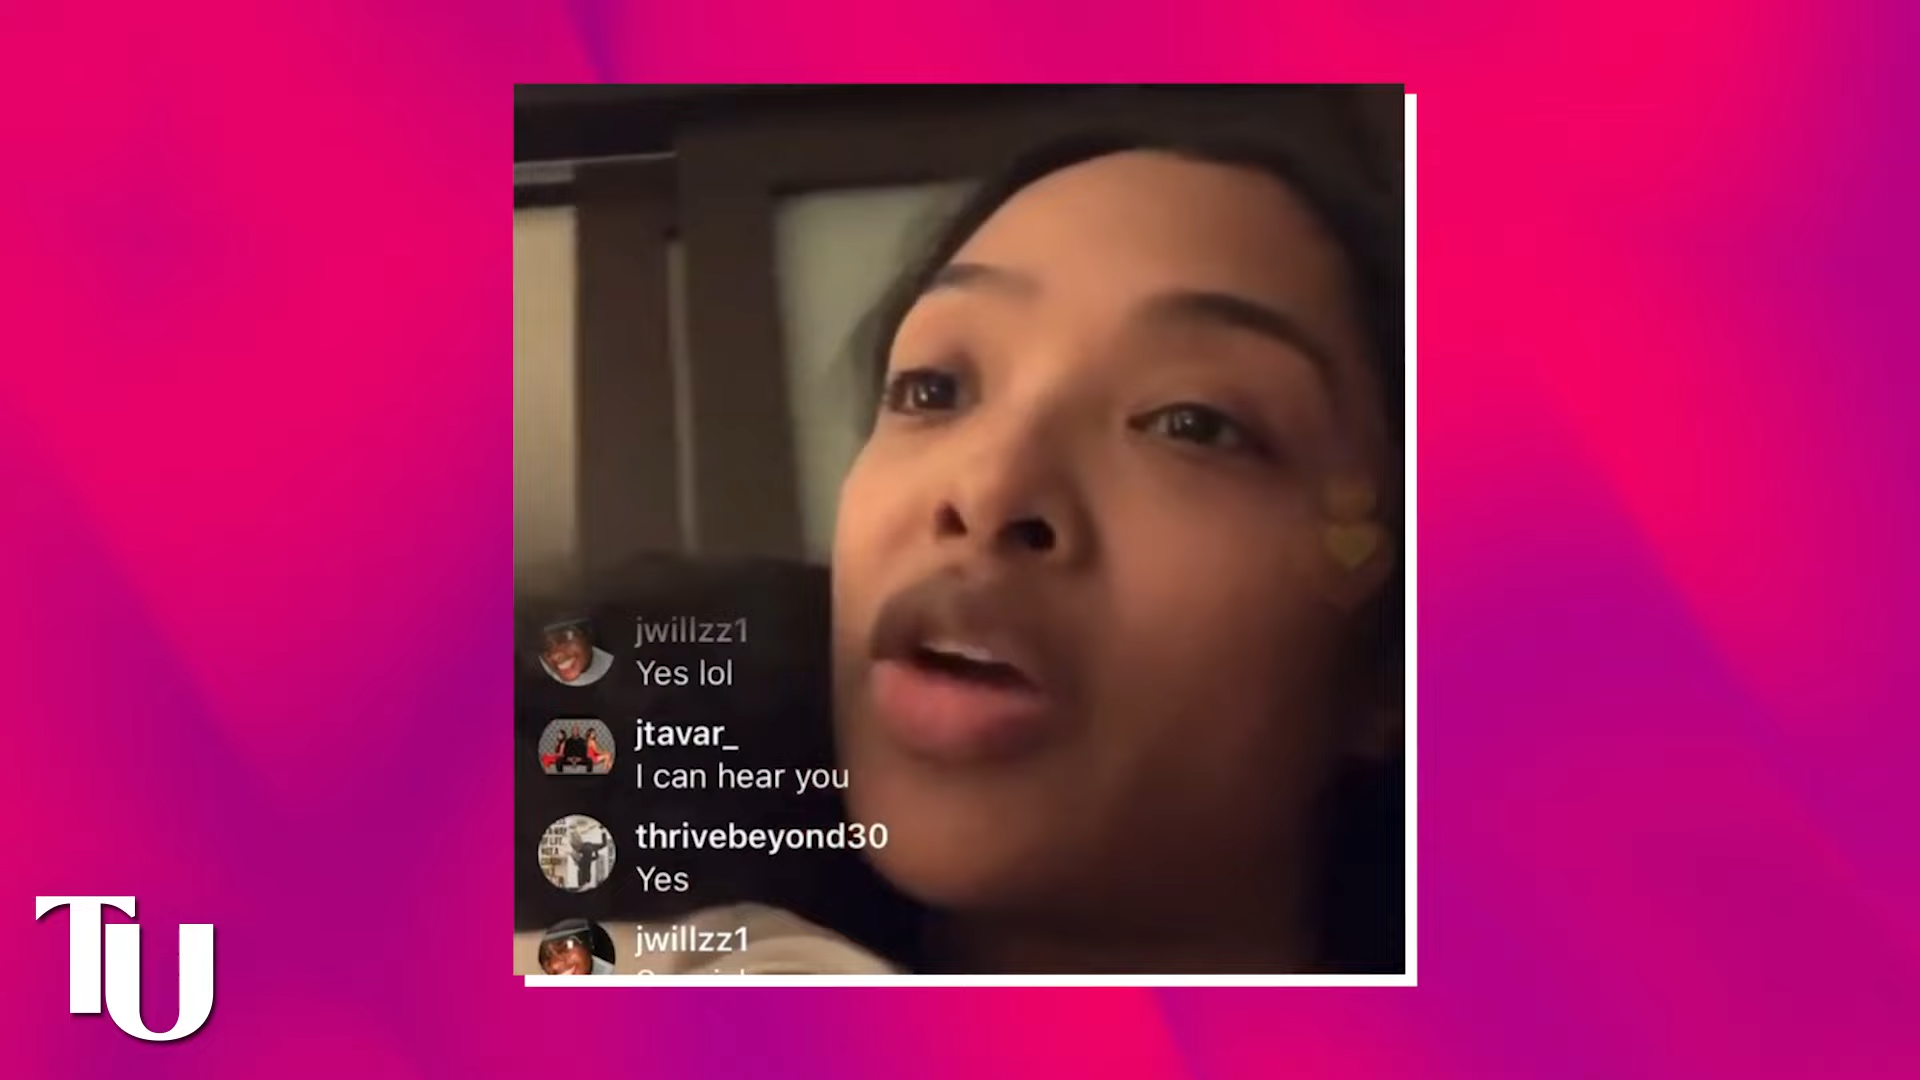 jwillzz1
Yes lol
jtavar_
I can hear you
thrivebeyond30
Yes
jwillzz1
TU